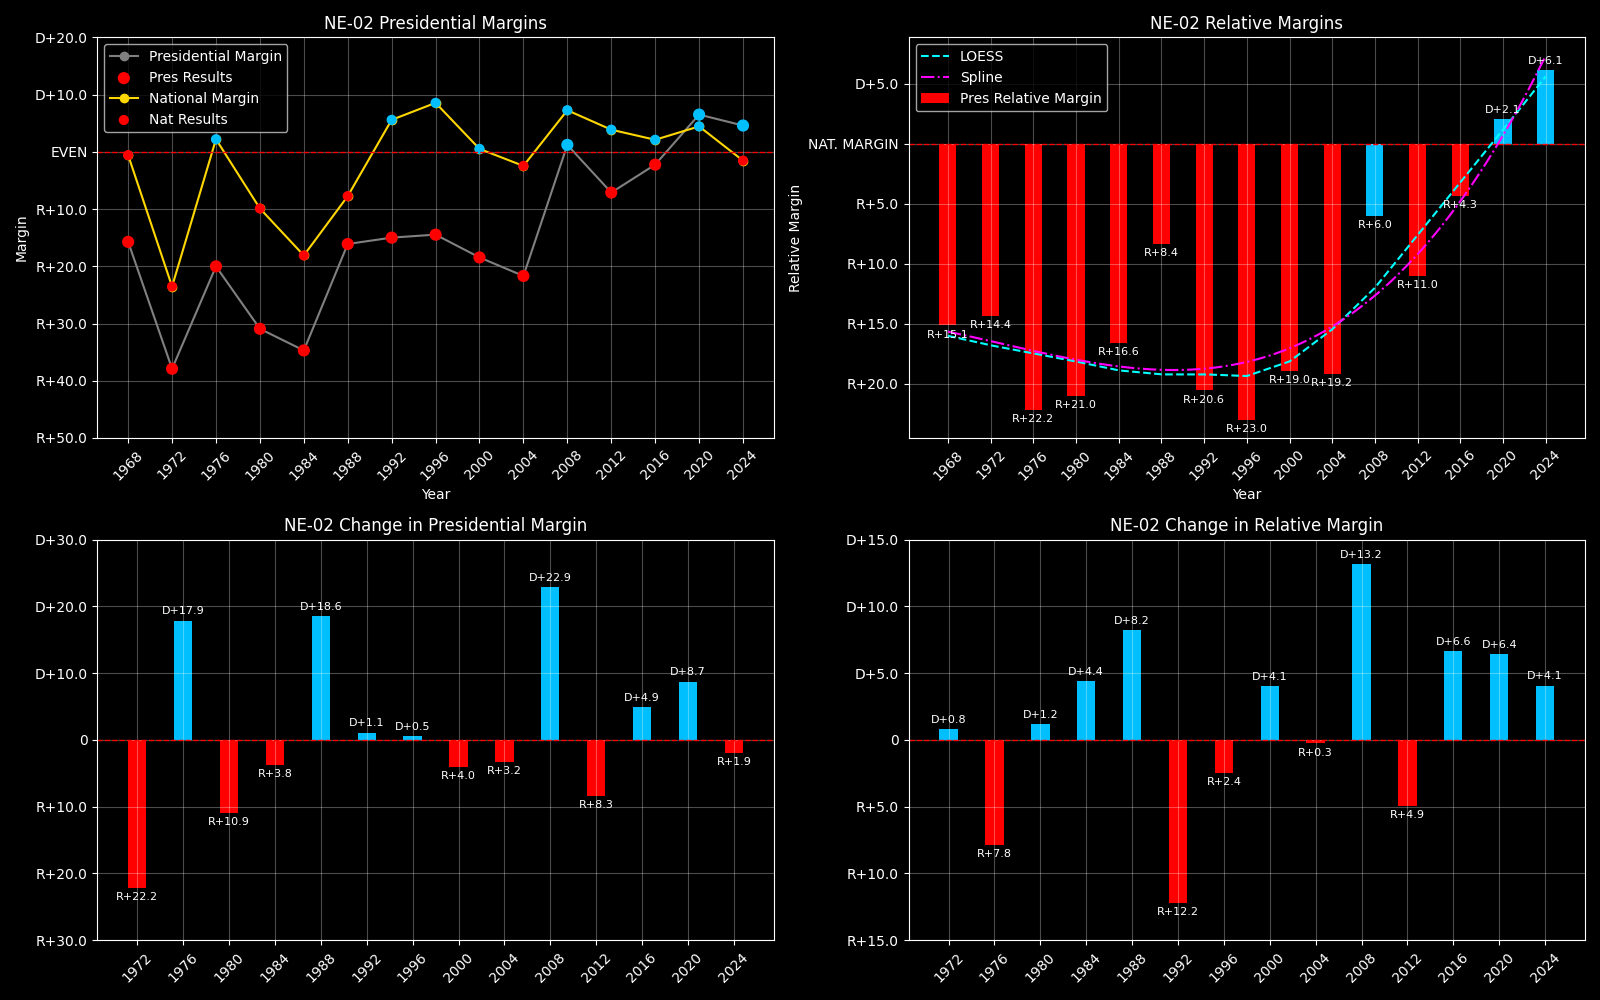 NE-02 Presidential Margins
D+20.0
D+10.0
EVEN
R+10.0
R+20.0
R+30.0
R+40.0
R+50.0
Margin
Presidential Margin
Pres Results
National Margin
Nat Results
1968 1972 1976 1980 1984 1988 1992 1996 2000 2004 2008 2012 2016 2020 2024
Year
NE-02 Relative Margins
D+5.0
NAT. MARGIN
R+5.0
R+10.0
R+15.0
R+20.0
Relative Margin
LOESS
Spline
Pres Relative Margin
R+15.1 R+14.4 R+22.2 R+21.0 R+16.6 R+8.4 R+20.6 R+23.0 R+19.0 R+19.2 R+6.0 R+11.0 R+4.3 D+2.1 D+6.1
1968 1972 1976 1980 1984 1988 1992 1996 2000 2004 2008 2012 2016 2020 2024
Year
NE-02 Change in Presidential Margin
D+30.0
D+20.0
D+10.0
0
R+10.0
R+20.0
R+30.0
R+22.2 D+17.9 R+10.9 R+3.8 D+18.6 D+1.1 D+0.5 R+4.0 R+3.2 D+22.9 R+8.3 D+4.9 D+8.7 R+1.9
1972 1976 1980 1984 1988 1992 1996 2000 2004 2008 2012 2016 2020 2024
NE-02 Change in Relative Margin
D+15.0
D+10.0
D+5.0
0
R+5.0
R+10.0
R+15.0
D+0.8 R+7.8 D+1.2 D+4.4 D+8.2 R+12.2 R+2.4 D+4.1 R+0.3 D+13.2 R+4.9 D+6.6 D+6.4 D+4.1
1972 1976 1980 1984 1988 1992 1996 2000 2004 2008 2012 2016 2020 2024